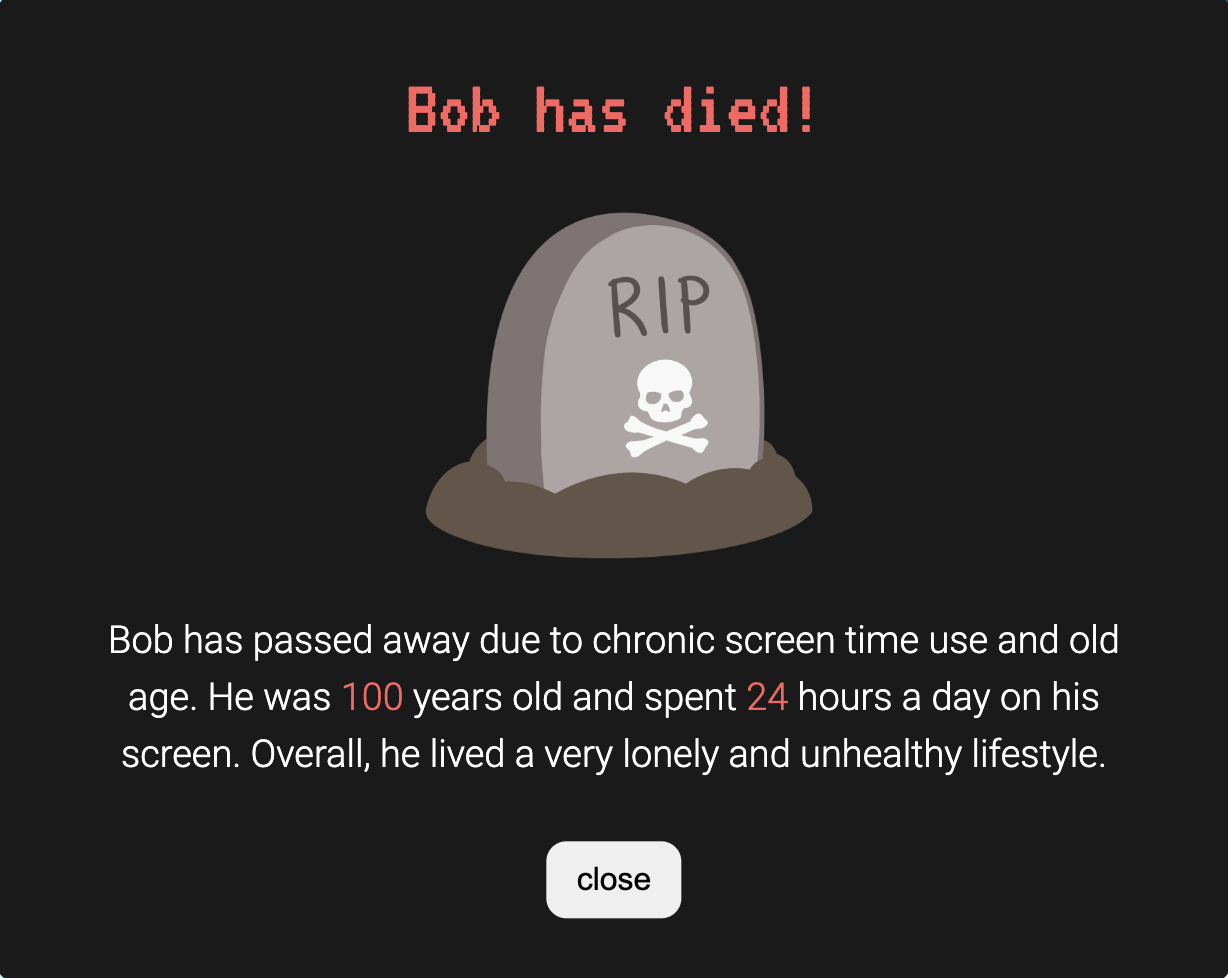 Bob has died!
RIP
Bob has passed away due to chronic screen time use and old
age. He was 100 years old and spent 24 hours a day on his
screen. Overall, he lived a very lonely and unhealthy lifestyle.
close